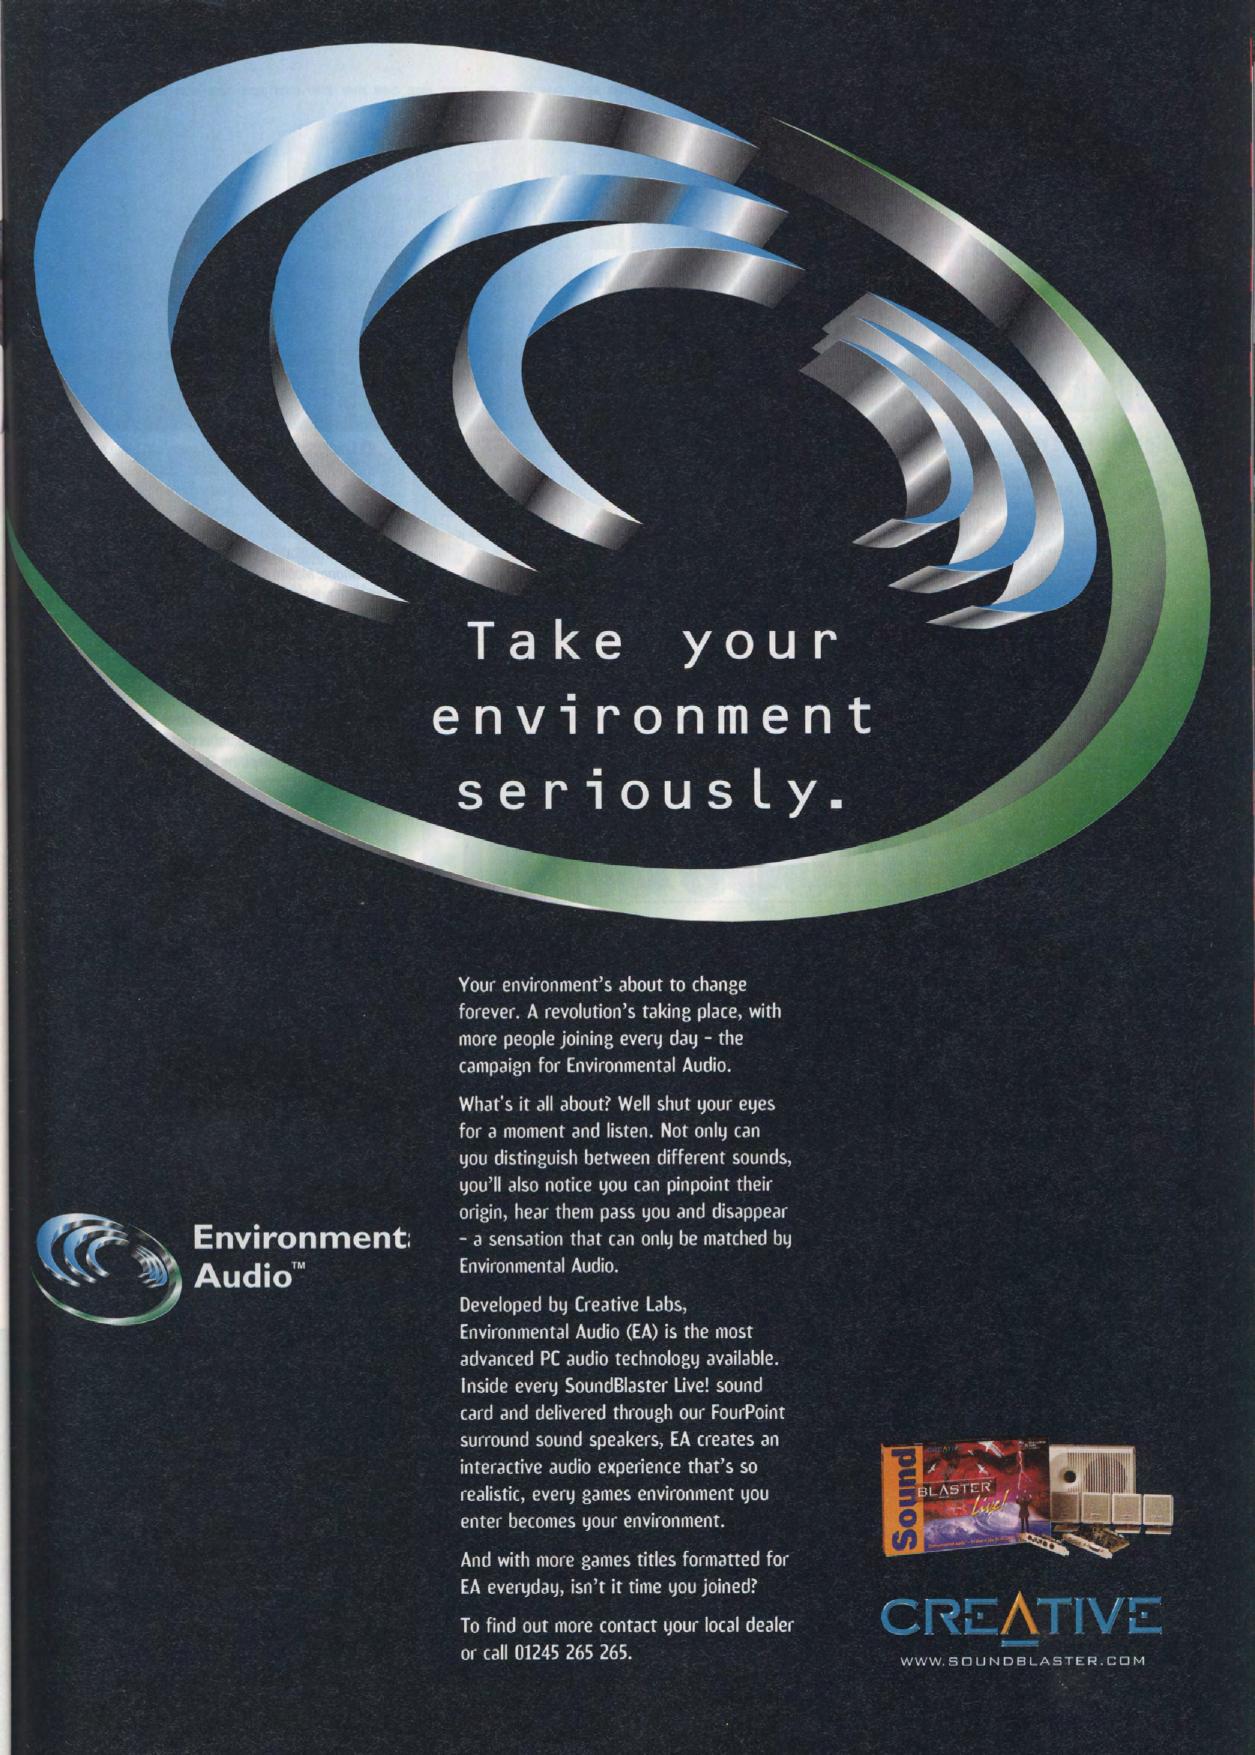 Take your
environment
seriously.
Your environment's about to change
forever. A revolution's taking place, with
more people joining every day – the
campaign for Environmental Audio.
What's it all about? Well shut your eyes
for a moment and listen. Not only can
you distinguish between different sounds,
you'll also notice you can pinpoint their
origin, hear them pass you and disappear
– a sensation that can only be matched by
Environmental Audio.
Developed by Creative Labs,
Environmental Audio (EA) is the most
advanced PC audio technology available.
Inside every SoundBlaster Live! sound
card and delivered through our FourPoint
surround sound speakers, EA creates an
interactive audio experience that's so
realistic, every games environment you
enter becomes your environment.
And with more games titles formatted for
EA everyday, isn't it time you joined?
To find out more contact your local dealer
or call 01245 265 265.
Environment
Audio™
Sound
BLASTER
Live!
CREATIVE
WWW.SOUNDBLASTER.COM